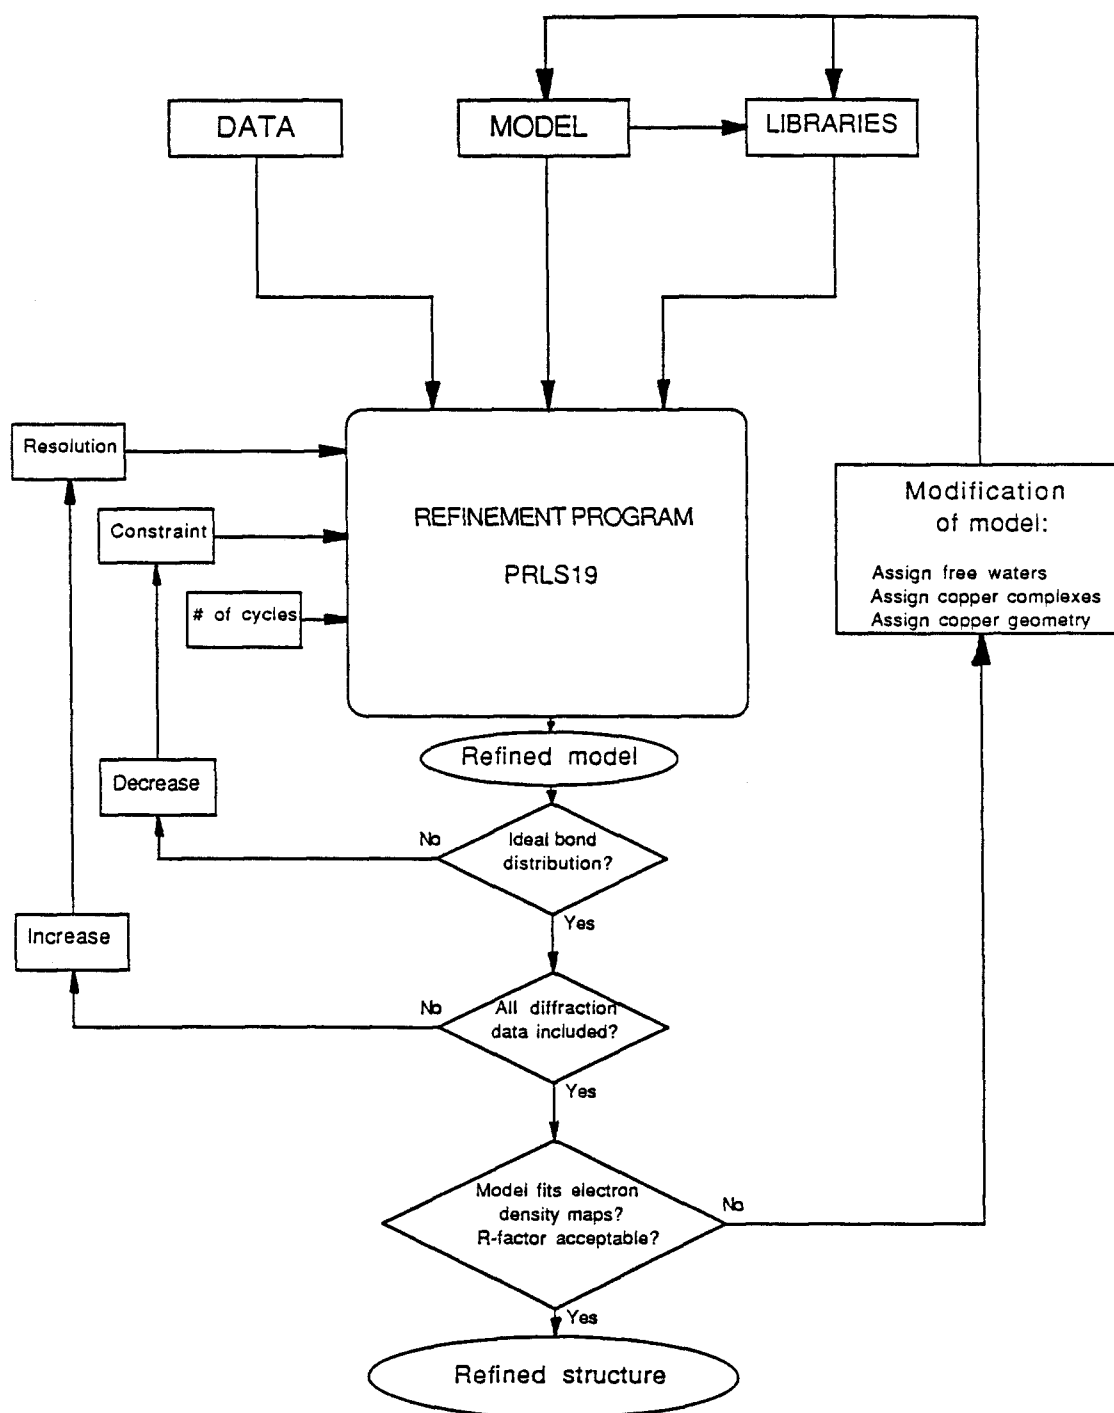 DATA
MODEL
LIBRARIES
Resolution
Constraint
# of cycles
REFINEMENT PROGRAM
PRLS19
Modification
of model:
Assign free waters
Assign copper complexes
Assign copper geometry
Refined model
Decrease
No
Ideal bond
distribution?
Yes
Increase
No
All diffraction
data included?
Yes
Model fits electron
density maps?
R-factor acceptable?
No
Yes
Refined structure